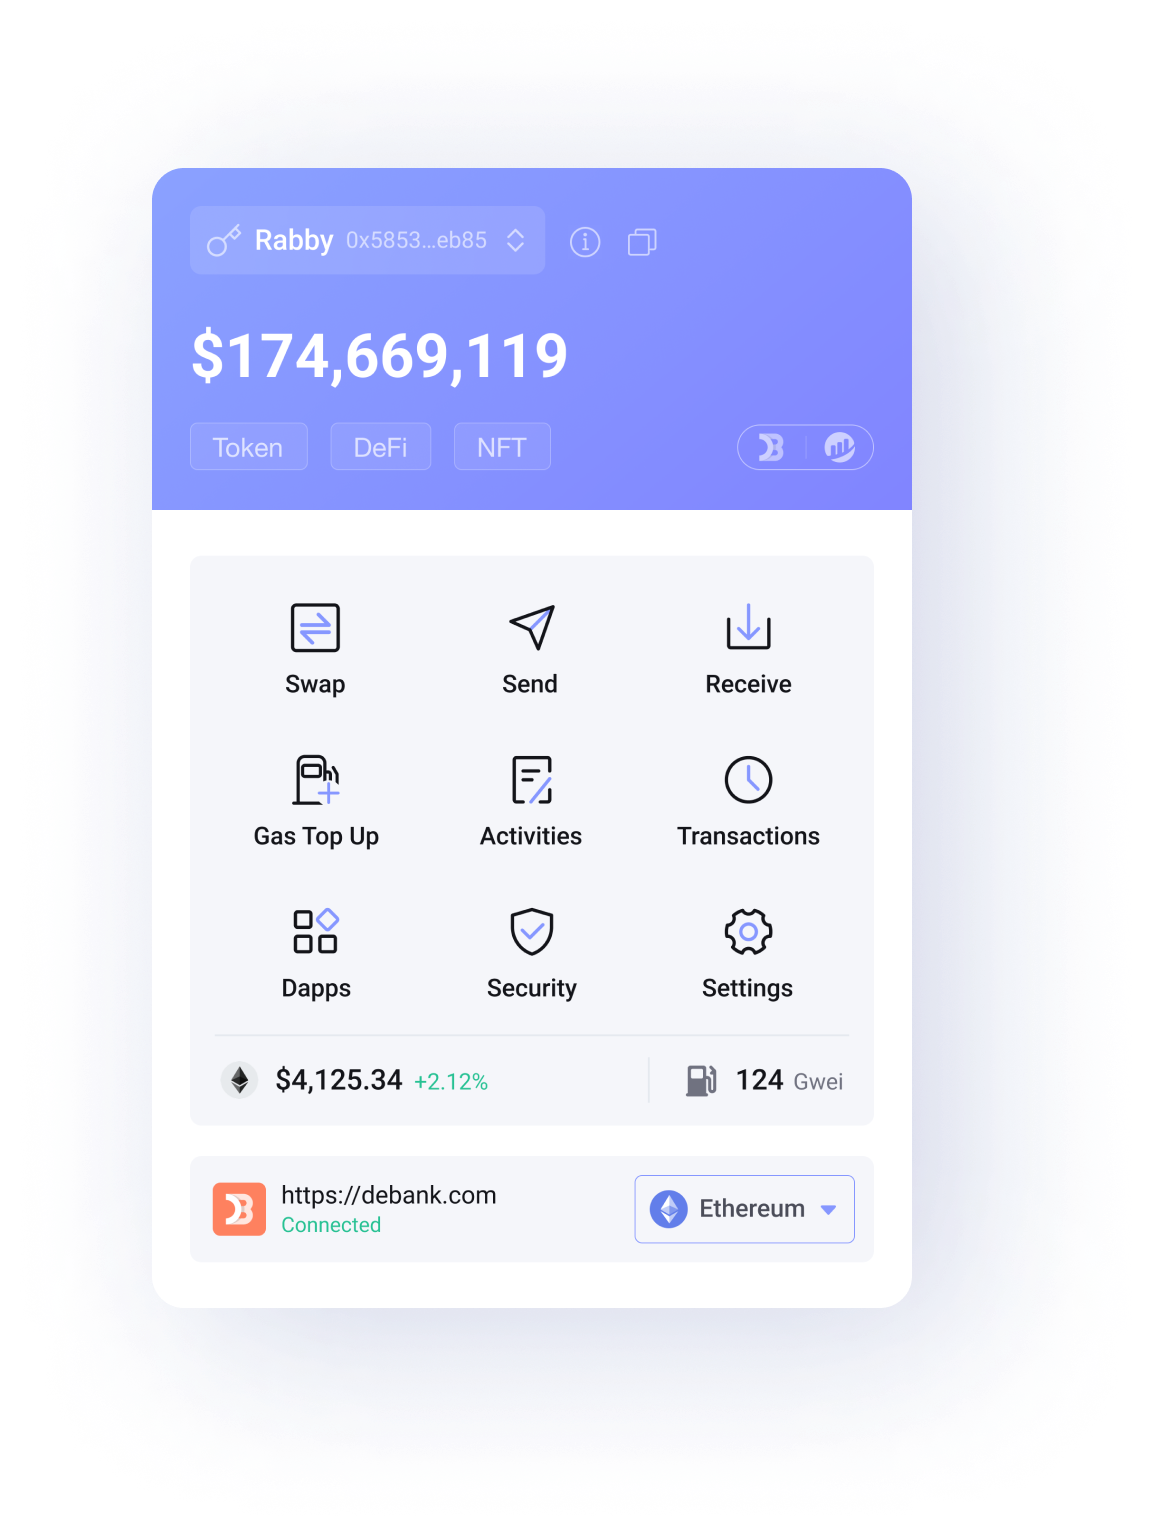 Rabby 0x5853...eb85
$174,669,119
Token DeFi NFT
Swap Send Receive
Gas Top Up Activities Transactions
Dapps Security Settings
$4,125.34 +2.12% 124 Gwei
https://debank.com
Connected
Ethereum